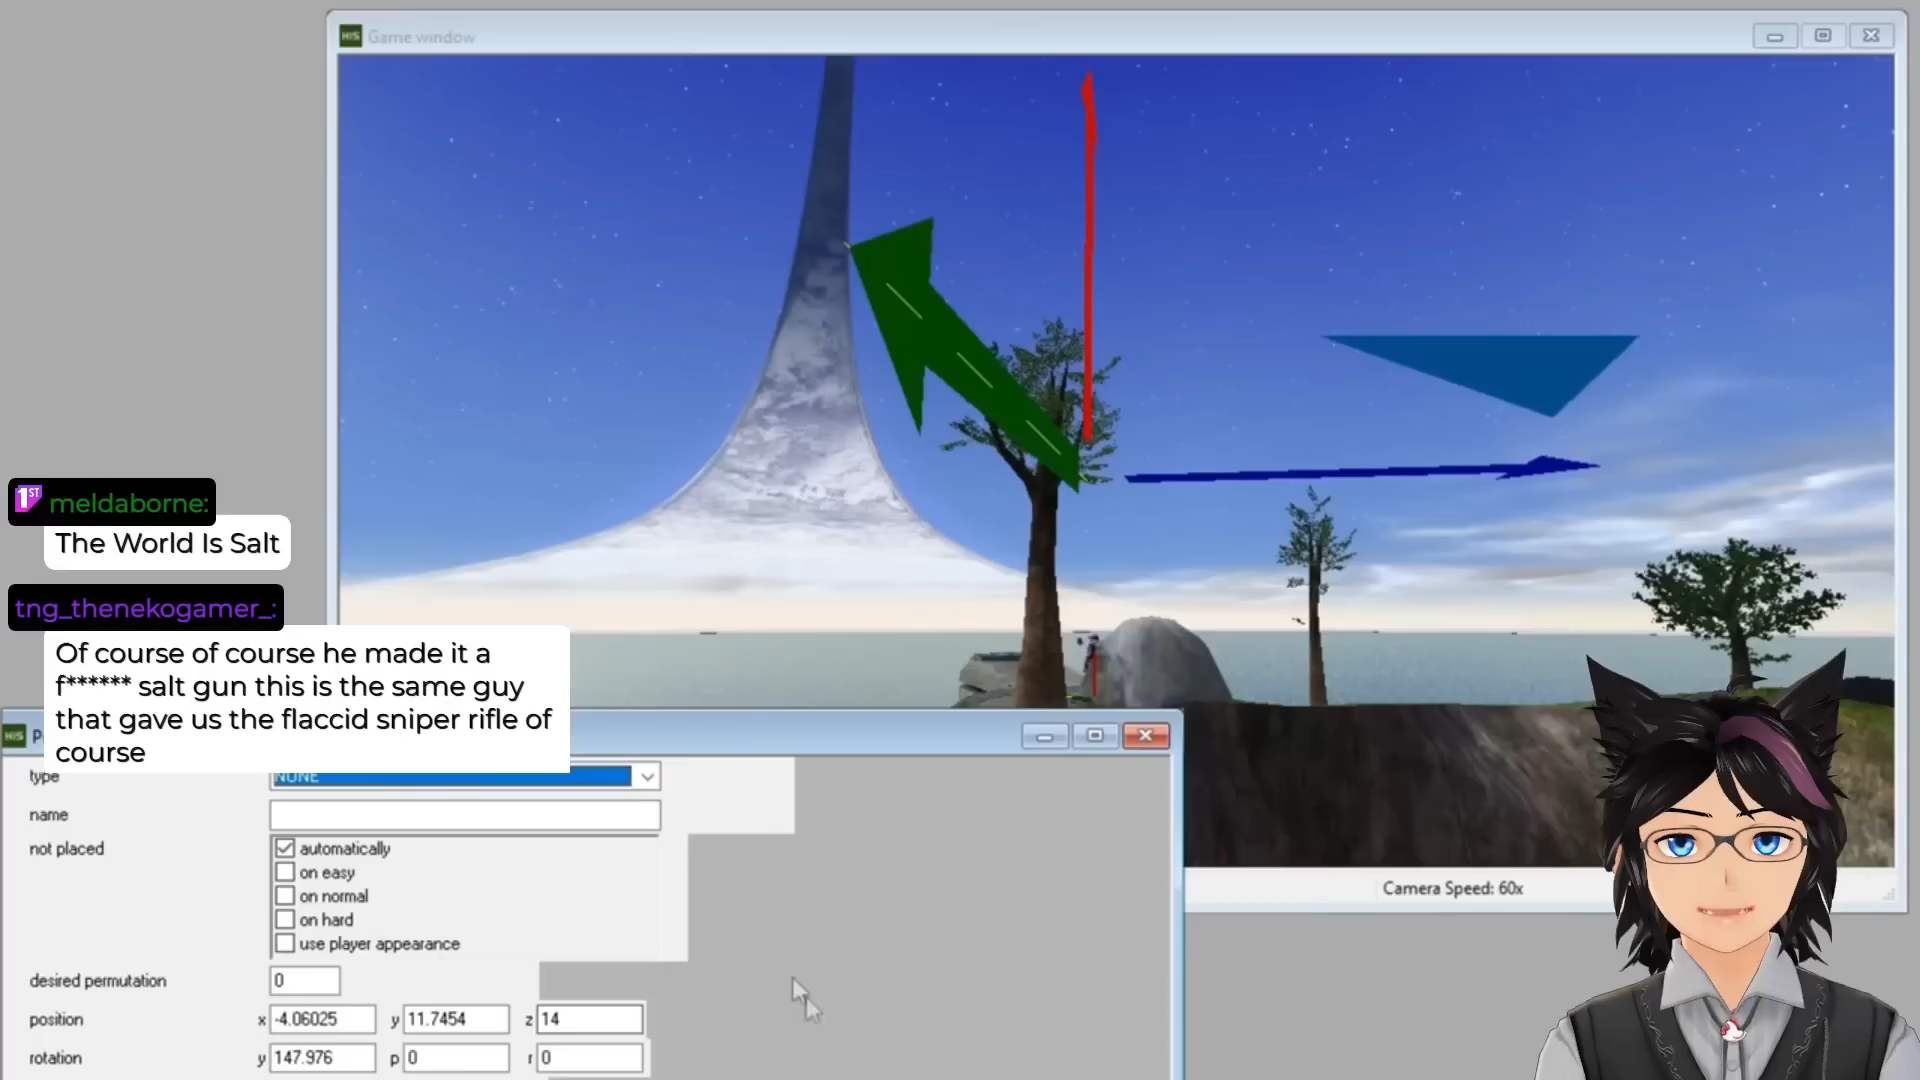 HIS Game window
1ST meldaborne:
The World Is Salt
tng_thenekogamer_:
Of course of course he made it a
f****** salt gun this is the same guy
that gave us the flaccid sniper rifle of
course
HIS
type NONE
name
not placed automatically
on easy
on normal
on hard
use player appearance
desired permutation 0
position x -4.06025 y 11.7454 z 14
rotation y 147.976 p 0 r 0
Camera Speed: 60x